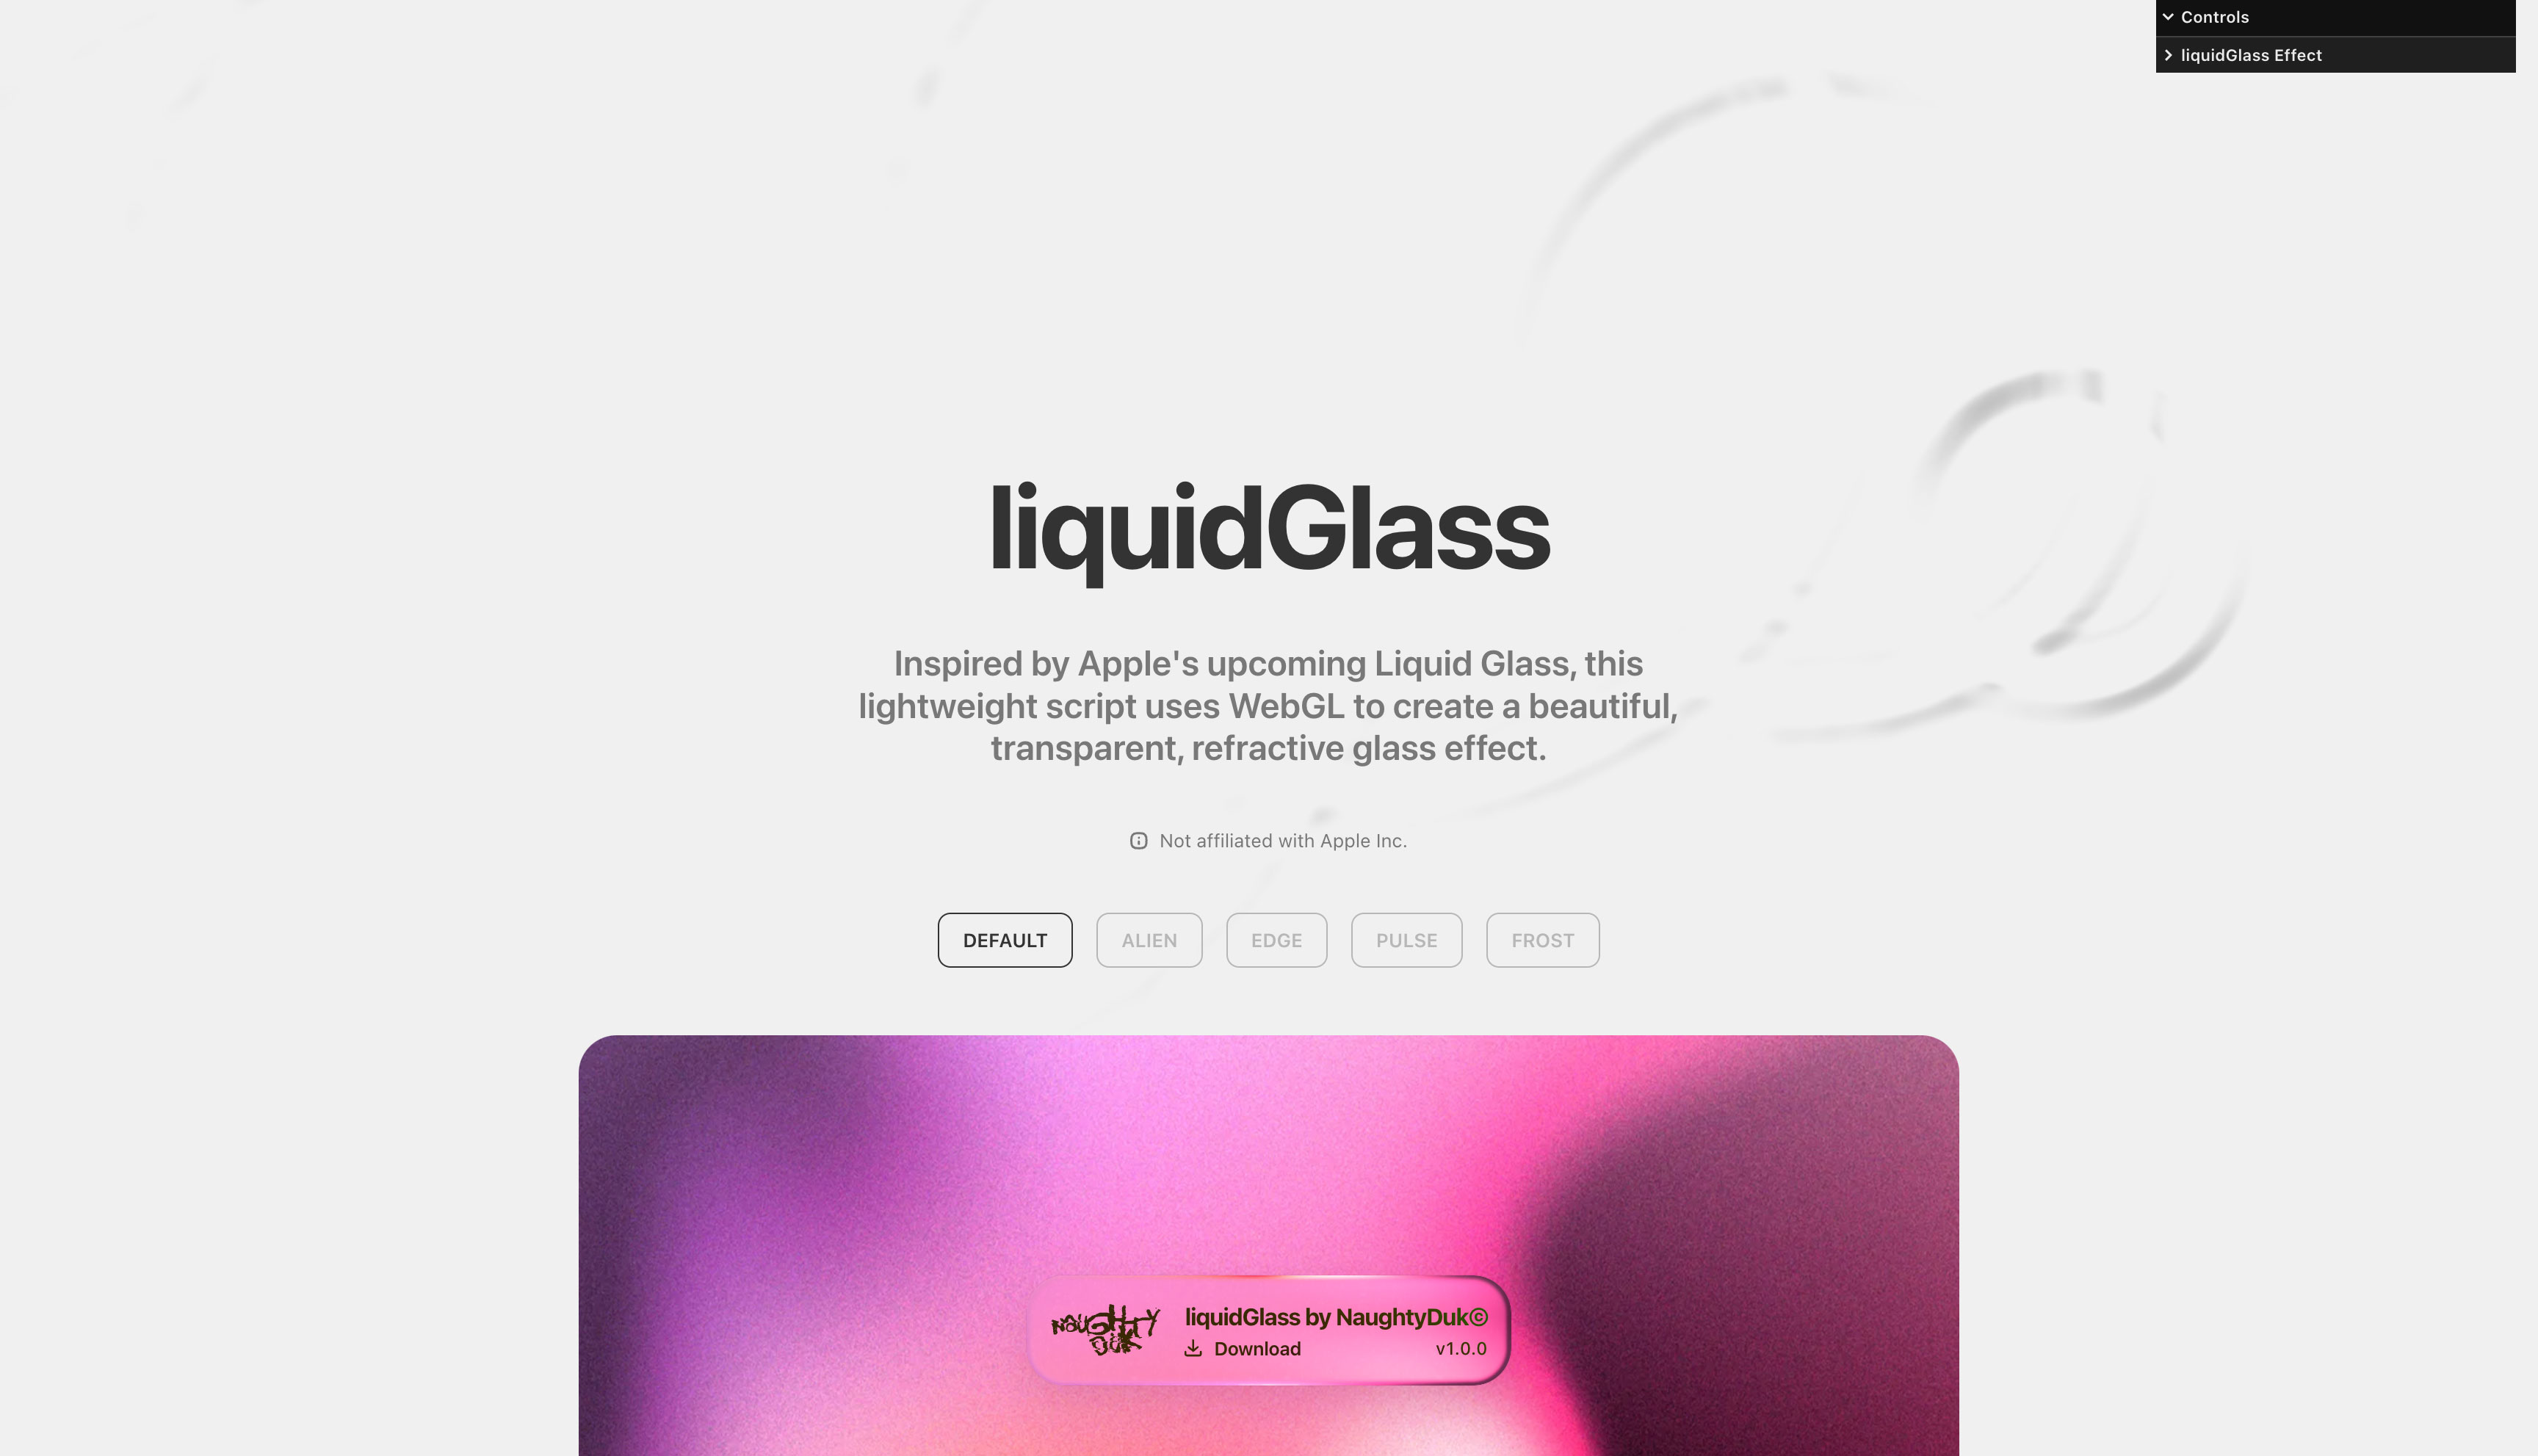 Controls
liquidGlass Effect
liquidGlass
Inspired by Apple's upcoming Liquid Glass, this
lightweight script uses WebGL to create a beautiful,
transparent, refractive glass effect.
Not affiliated with Apple Inc.
DEFAULT
ALIEN
EDGE
PULSE
FROST
NAUGHTY
DUK
liquidGlass by NaughtyDuk©
Download
v1.0.0